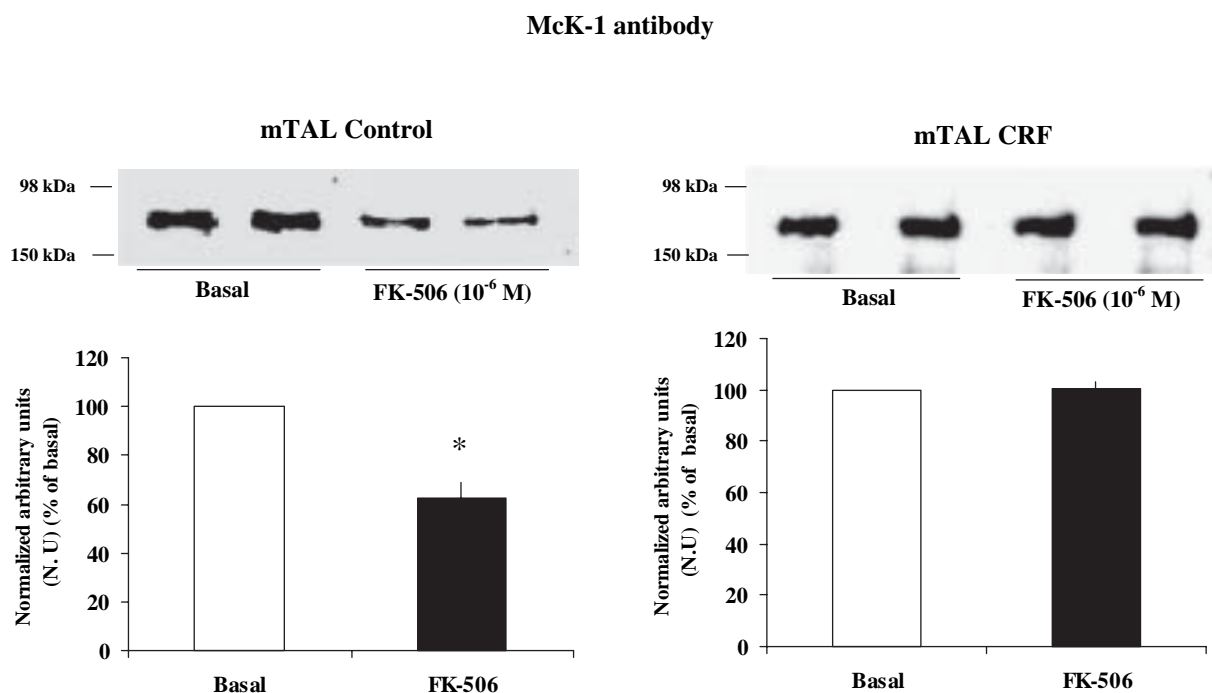 McK-1 antibody
mTAL Control
98 kDa
150 kDa
Basal
FK-506 (10⁻⁶ M)
120
100
80
60
40
20
0
Normalized arbitrary units
(N. U) (% of basal)
*
Basal
FK-506
mTAL CRF
98 kDa
150 kDa
Basal
FK-506 (10⁻⁶ M)
120
100
80
60
40
20
0
Normalized arbitrary units
(N.U) (% of basal)
Basal
FK-506